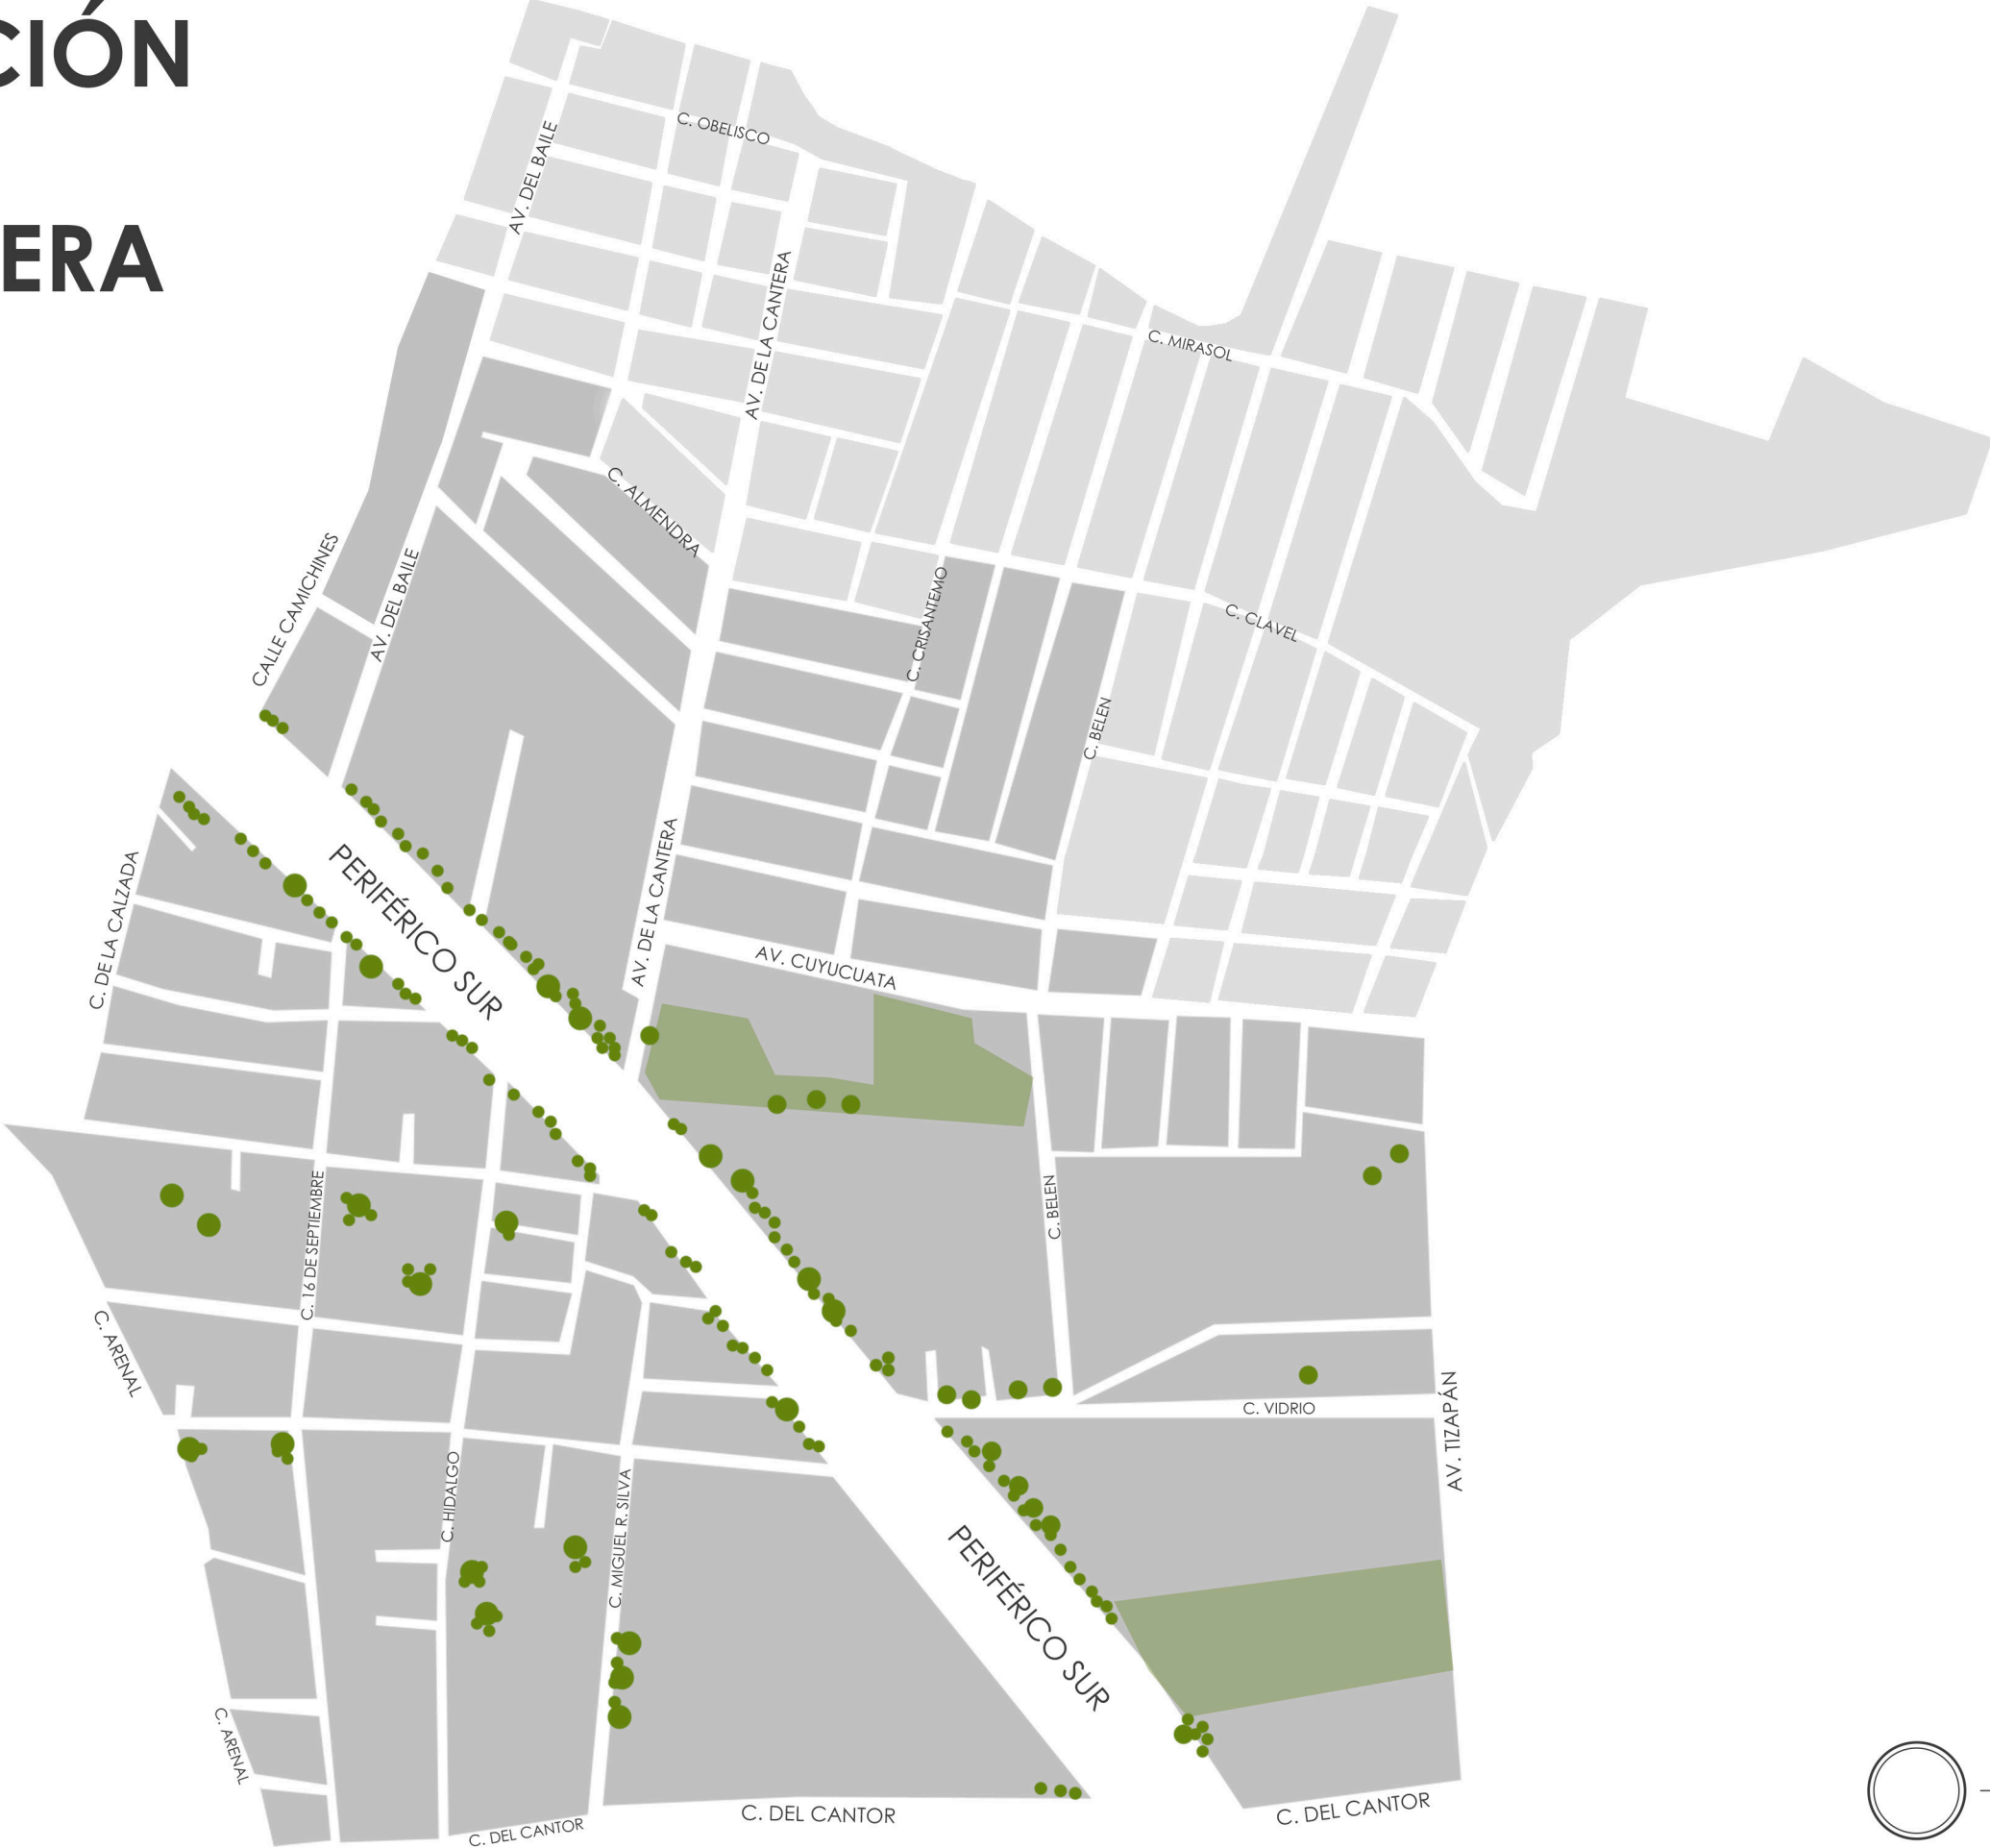 CIÓN
ERA
C. OBELISCO
AV. DEL BAILE
AV. DE LA CANTERA
C. MIRASOL
C. ALMENDRA
CALLE CAMICHINES
AV. DEL BAILE
C. CRISANTEMO
C. CLAVEL
C. BELEN
AV. DE LA CANTERA
PERIFÉRICO SUR
C. DE LA CALZADA
AV. CUYUCUATA
C. BELEN
C. 16 DE SEPTIEMBRE
C. ARENAL
C. VIDRIO
AV. TIZAPÁN
C. HIDALGO
C. MIGUEL R. SILVA
PERIFÉRICO SUR
C. ARENAL
C. DEL CANTOR
C. DEL CANTOR
C. DEL CANTOR